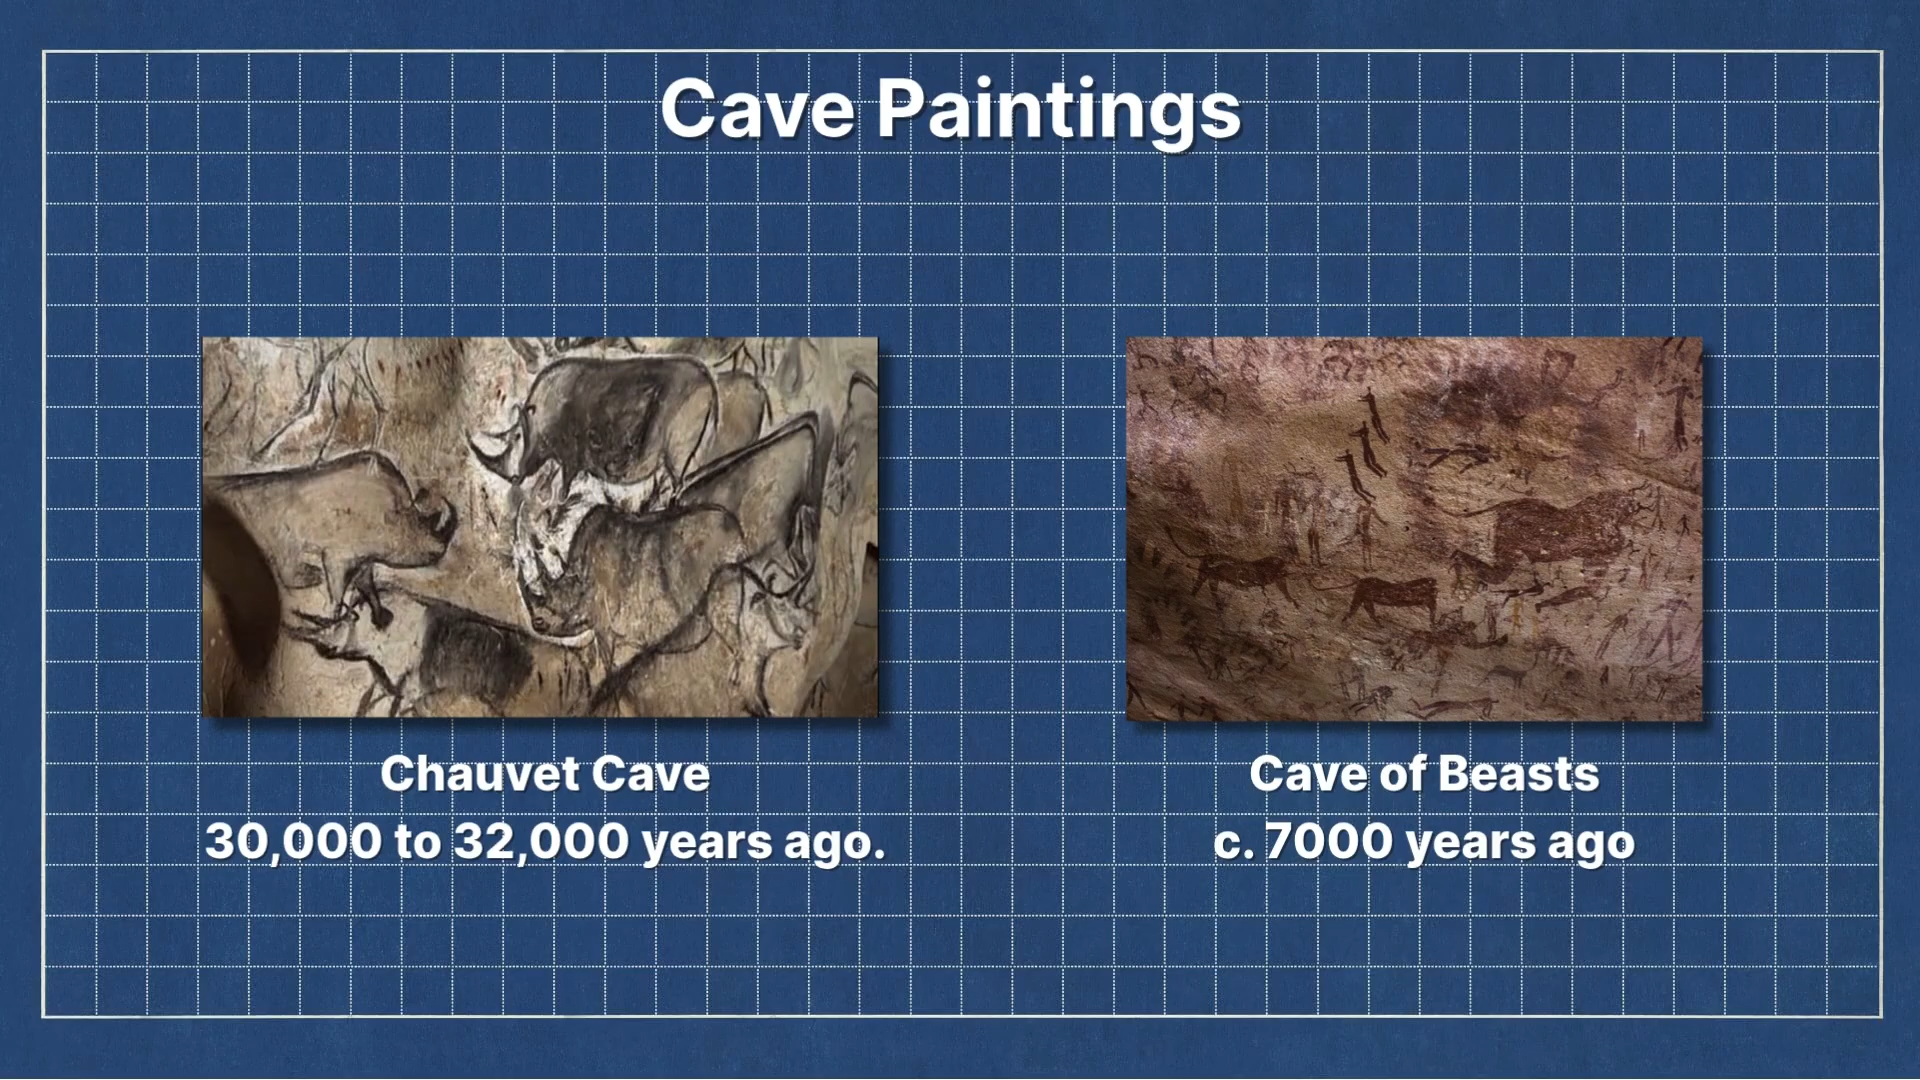 Cave Paintings
Chauvet Cave
30,000 to 32,000 years ago.
Cave of Beasts
c. 7000 years ago